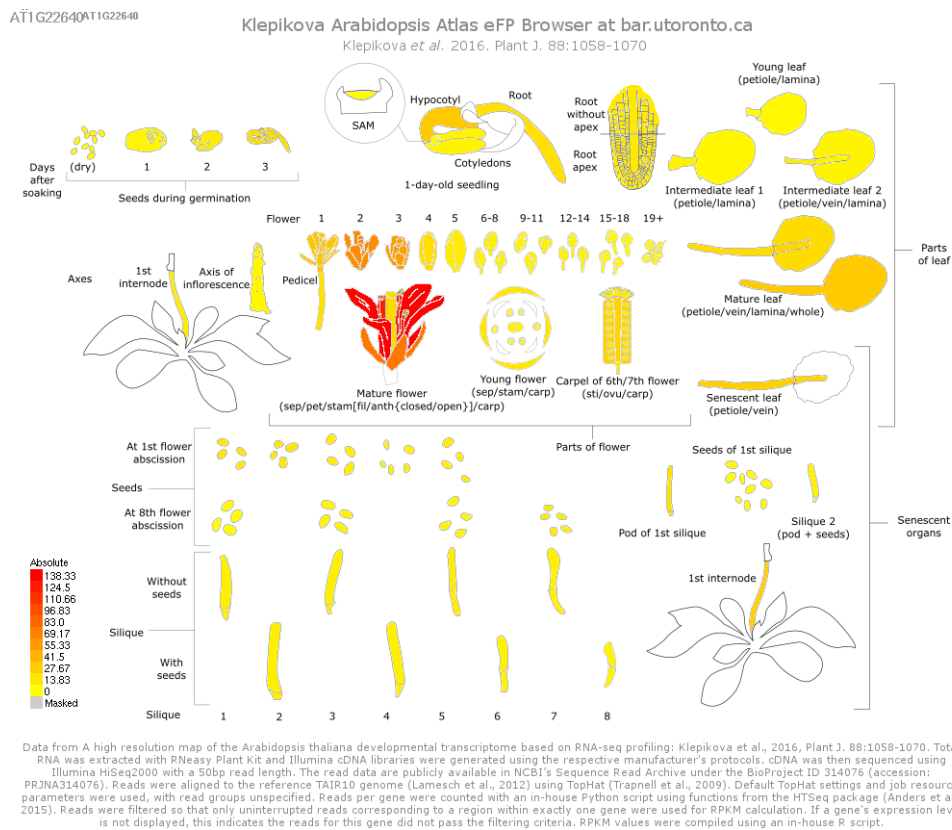 AT1G22640 AT1G22640
Klepikova Arabidopsis Atlas eFP Browser at bar.utoronto.ca
Klepikova et al. 2016. Plant J. 88:1058-1070
Young leaf
(petiole/lamina)
Hypocotyl
Root
SAM
Root
without
apex
Root
apex
Cotyledons
1-day-old seedling
Intermediate leaf 1
(petiole/lamina)
Intermediate leaf 2
(petiole/vein/lamina)
Days
after
soaking
(dry) 1 2 3
Seeds during germination
Flower 1 2 3 4 5 6-8 9-11 12-14 15-18 19+
Axes
1st
internode
Axis of
inflorescence
Pedicel
Parts
of leaf
Mature leaf
(petiole/vein/lamina/whole)
Mature flower
(sep/pet/stam[fil/anth{closed/open}]/carp)
Young flower
(sep/stam/carp)
Carpel of 6th/7th flower
(sti/ovu/carp)
Senescent leaf
(petiole/vein)
Parts of flower
At 1st flower
abscission
Seeds
At 8th flower
abscission
Seeds of 1st silique
Pod of 1st silique
Silique 2
(pod + seeds)
Senescent
organs
1st internode
Without
seeds
Silique
With
seeds
Silique 1 2 3 4 5 6 7 8
Absolute
138.33
124.5
110.66
96.83
83.0
69.17
55.33
41.5
27.67
13.83
0
Masked
Data from A high resolution map of the Arabidopsis thaliana developmental transcriptome based on RNA-seq profiling: Klepikova et al., 2016, Plant J. 88:1058-1070. Tota
RNA was extracted with RNeasy Plant Kit and Illumina cDNA libraries were generated using the respective manufacturer's protocols. cDNA was then sequenced using
Illumina HiSeq2000 with a 50bp read length. The read data are publicly available in NCBI's Sequence Read Archive under the BioProject ID 314076 (accession:
PRJNA314076). Reads were aligned to the reference TAIR10 genome (Lamesch et al., 2012) using TopHat (Trapnell et al., 2009). Default TopHat settings and job resourc
parameters were used, with read groups unspecified. Reads per gene were counted with an in-house Python script using functions from the HTSeq package (Anders et a
2015). Reads were filtered so that only uninterrupted reads corresponding to a region within exactly one gene were used for RPKM calculation. If a gene's expression leve
is not displayed, this indicates the reads for this gene did not pass the filtering criteria. RPKM values were compiled using an in-house R script.